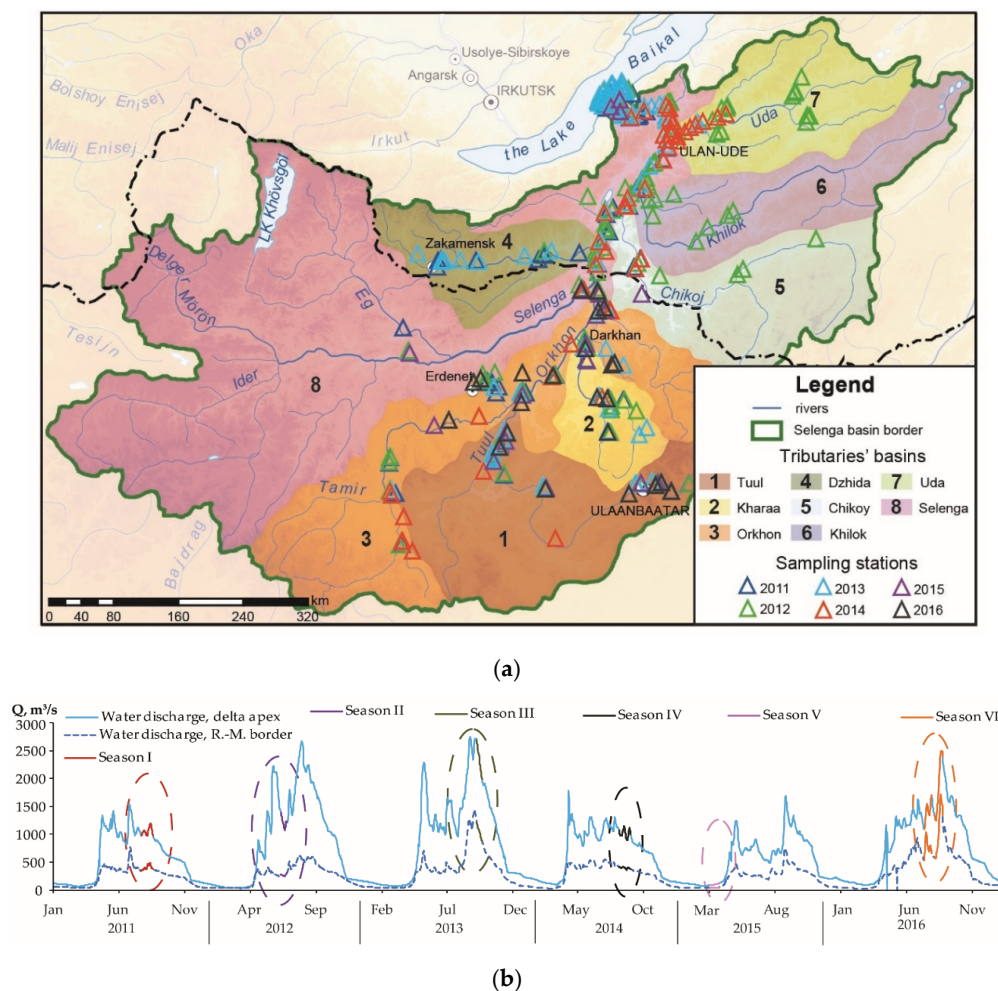 Oka
Usolye-Sibirskoye
Bolshoy Enisej
Angarsk
IRKUTSK
Baikal
the Lake
Irkut
Malij Enisej
Uda
7
ULAN-UDE
LK Khövsgöl
6
Khilok
Zakamensk
4
Delger Mörön
Eg
Selenga
Chikoj
5
Tesijn
Ider
8
Orkhon
Darkhan
Erdenet
2
Tuul
Tamir
ULAANBAATAR
3
1
Bajdrag
km
0 40 80 160 240 320
Legend
rivers
Selenga basin border
Tributaries' basins
1 Tuul 4 Dzhida 7 Uda
2 Kharaa 5 Chikoy 8 Selenga
3 Orkhon 6 Khilok
Sampling stations
2011 2013 2015
2012 2014 2016
(a)
Q, m³/s
Water discharge, delta apex
Water discharge, R.-M. border
Season I
Season II
Season III
Season IV
Season V
Season VI
3000
2500
2000
1500
1000
500
0
Jan Jun Nov Apr Sep Feb Jul Dec May Oct Mar Aug Jan Jun Nov
2011 2012 2013 2014 2015 2016
(b)